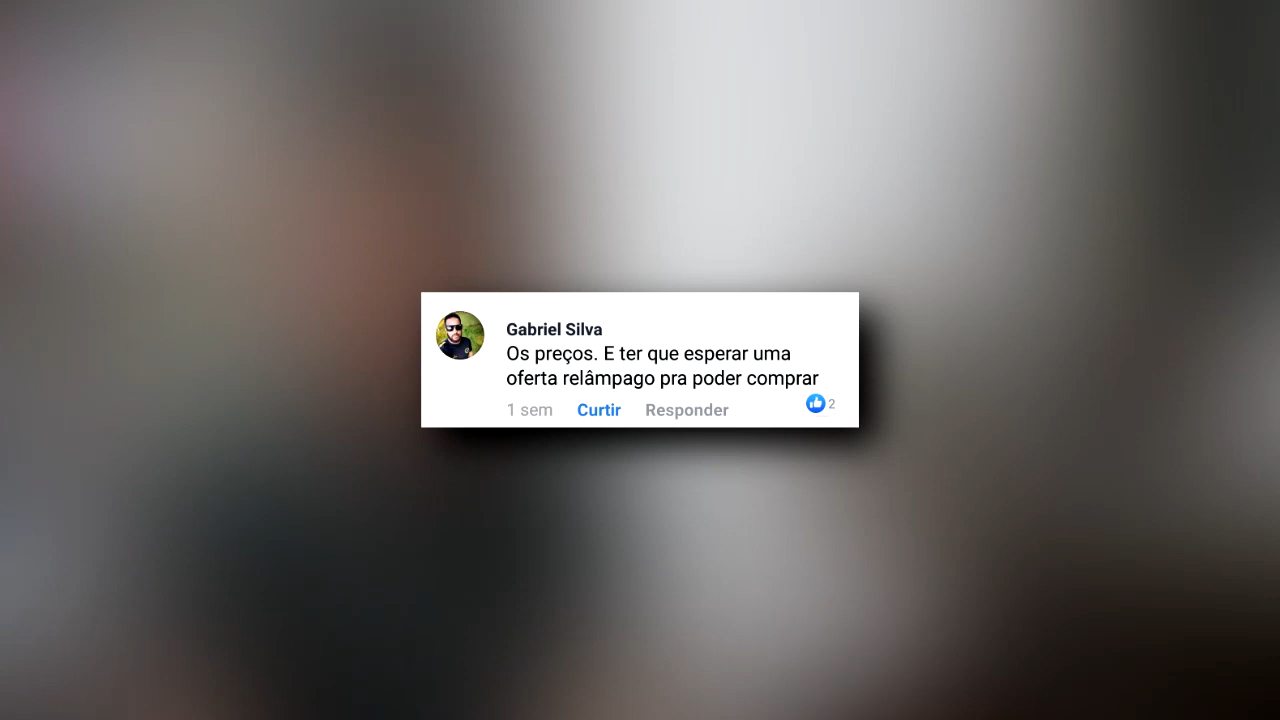 Gabriel Silva
Os preços. E ter que esperar uma
oferta relâmpago pra poder comprar
1 sem Curtir Responder 2